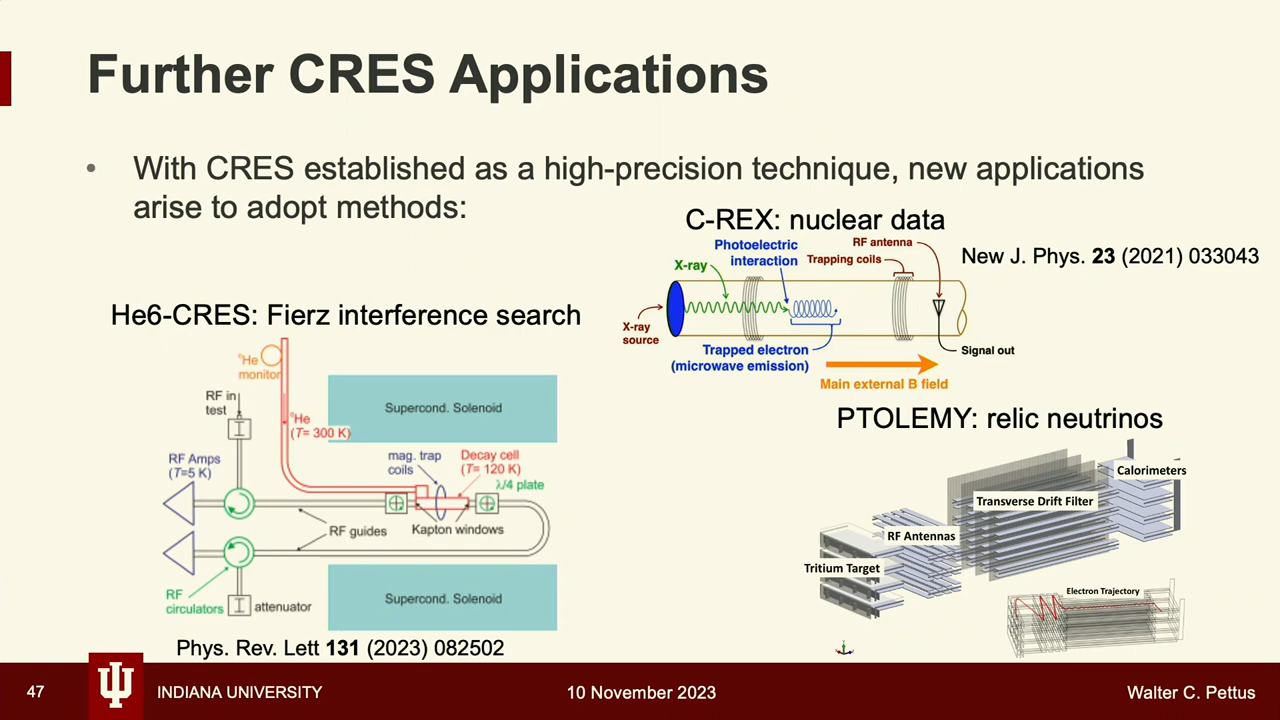 Further CRES Applications
• With CRES established as a high-precision technique, new applications
arise to adopt methods:
C-REX: nuclear data
New J. Phys. 23 (2021) 033043
Photoelectric
interaction
RF antenna
Trapping coils
X-ray
X-ray
source
Trapped electron
(microwave emission)
Signal out
Main external B field
He6-CRES: Fierz interference search
⁶He
monitor
RF in
test
⁶He
(T= 300 K)
Supercond. Solenoid
RF Amps
(T=5 K)
mag. trap
coils
Decay cell
(T= 120 K)
λ/4 plate
RF guides
Kapton windows
RF
circulators
attenuator
Supercond. Solenoid
Phys. Rev. Lett 131 (2023) 082502
PTOLEMY: relic neutrinos
Calorimeters
Transverse Drift Filter
RF Antennas
Tritium Target
Electron Trajectory
47
INDIANA UNIVERSITY
10 November 2023
Walter C. Pettus